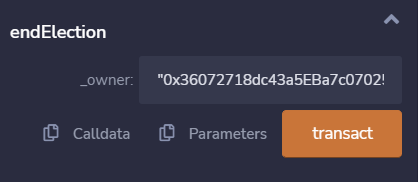 endElection
_owner: "0x36072718dc43a5EBa7c0702
Calldata Parameters transact